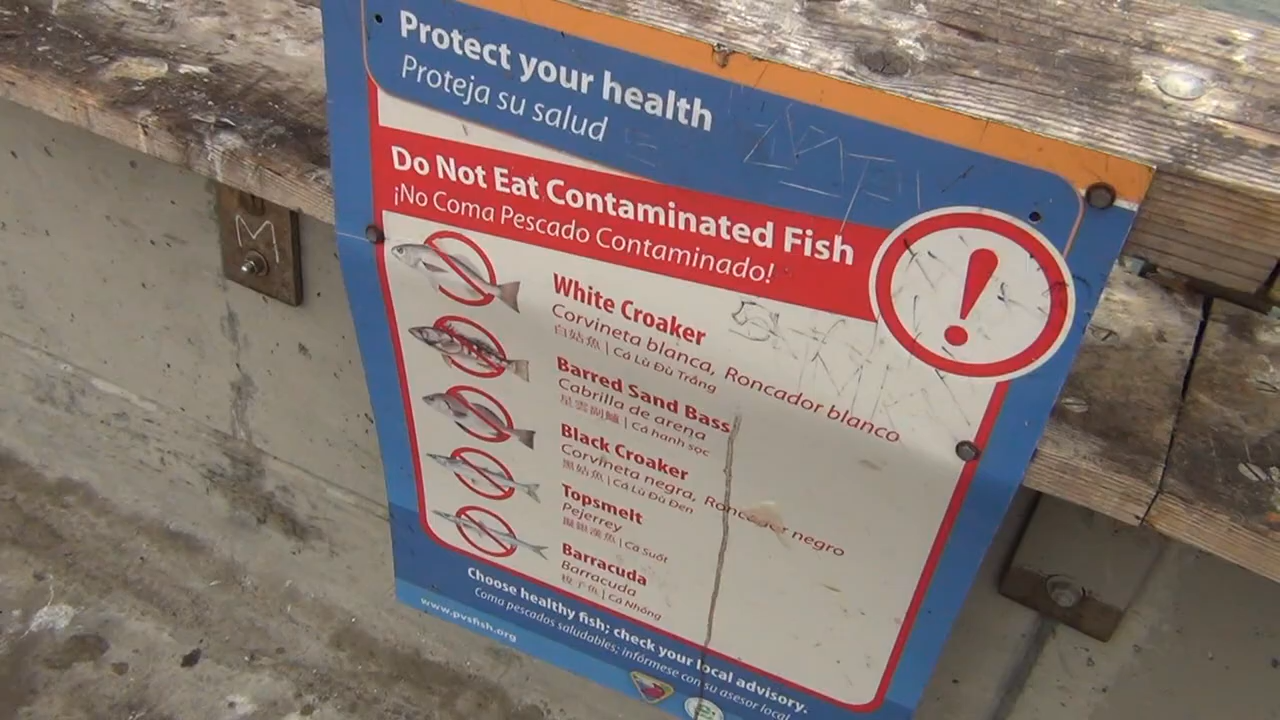 Protect your health
Proteja su salud
Do Not Eat Contaminated Fish
¡No Coma Pescado Contaminado!
White Croaker
Corvineta blanca, Roncador blanco
白姑魚 | Cá Lù Đù Trắng
Barred Sand Bass
Cabrilla de arena
| Cá hanh sọc
Black Croaker
Corvineta negra, Roncador negro
黑姑魚 | Cá Lù Đù Đen
Topsmelt
Pejerrey
| Cá Suốt
Barracuda
Barracuda
梭子魚 | Cá Nhồng
Choose healthy fish; check your local advisory.
Coma pescados saludables; infórmese con su asesor local
www.pvsfish.org
M